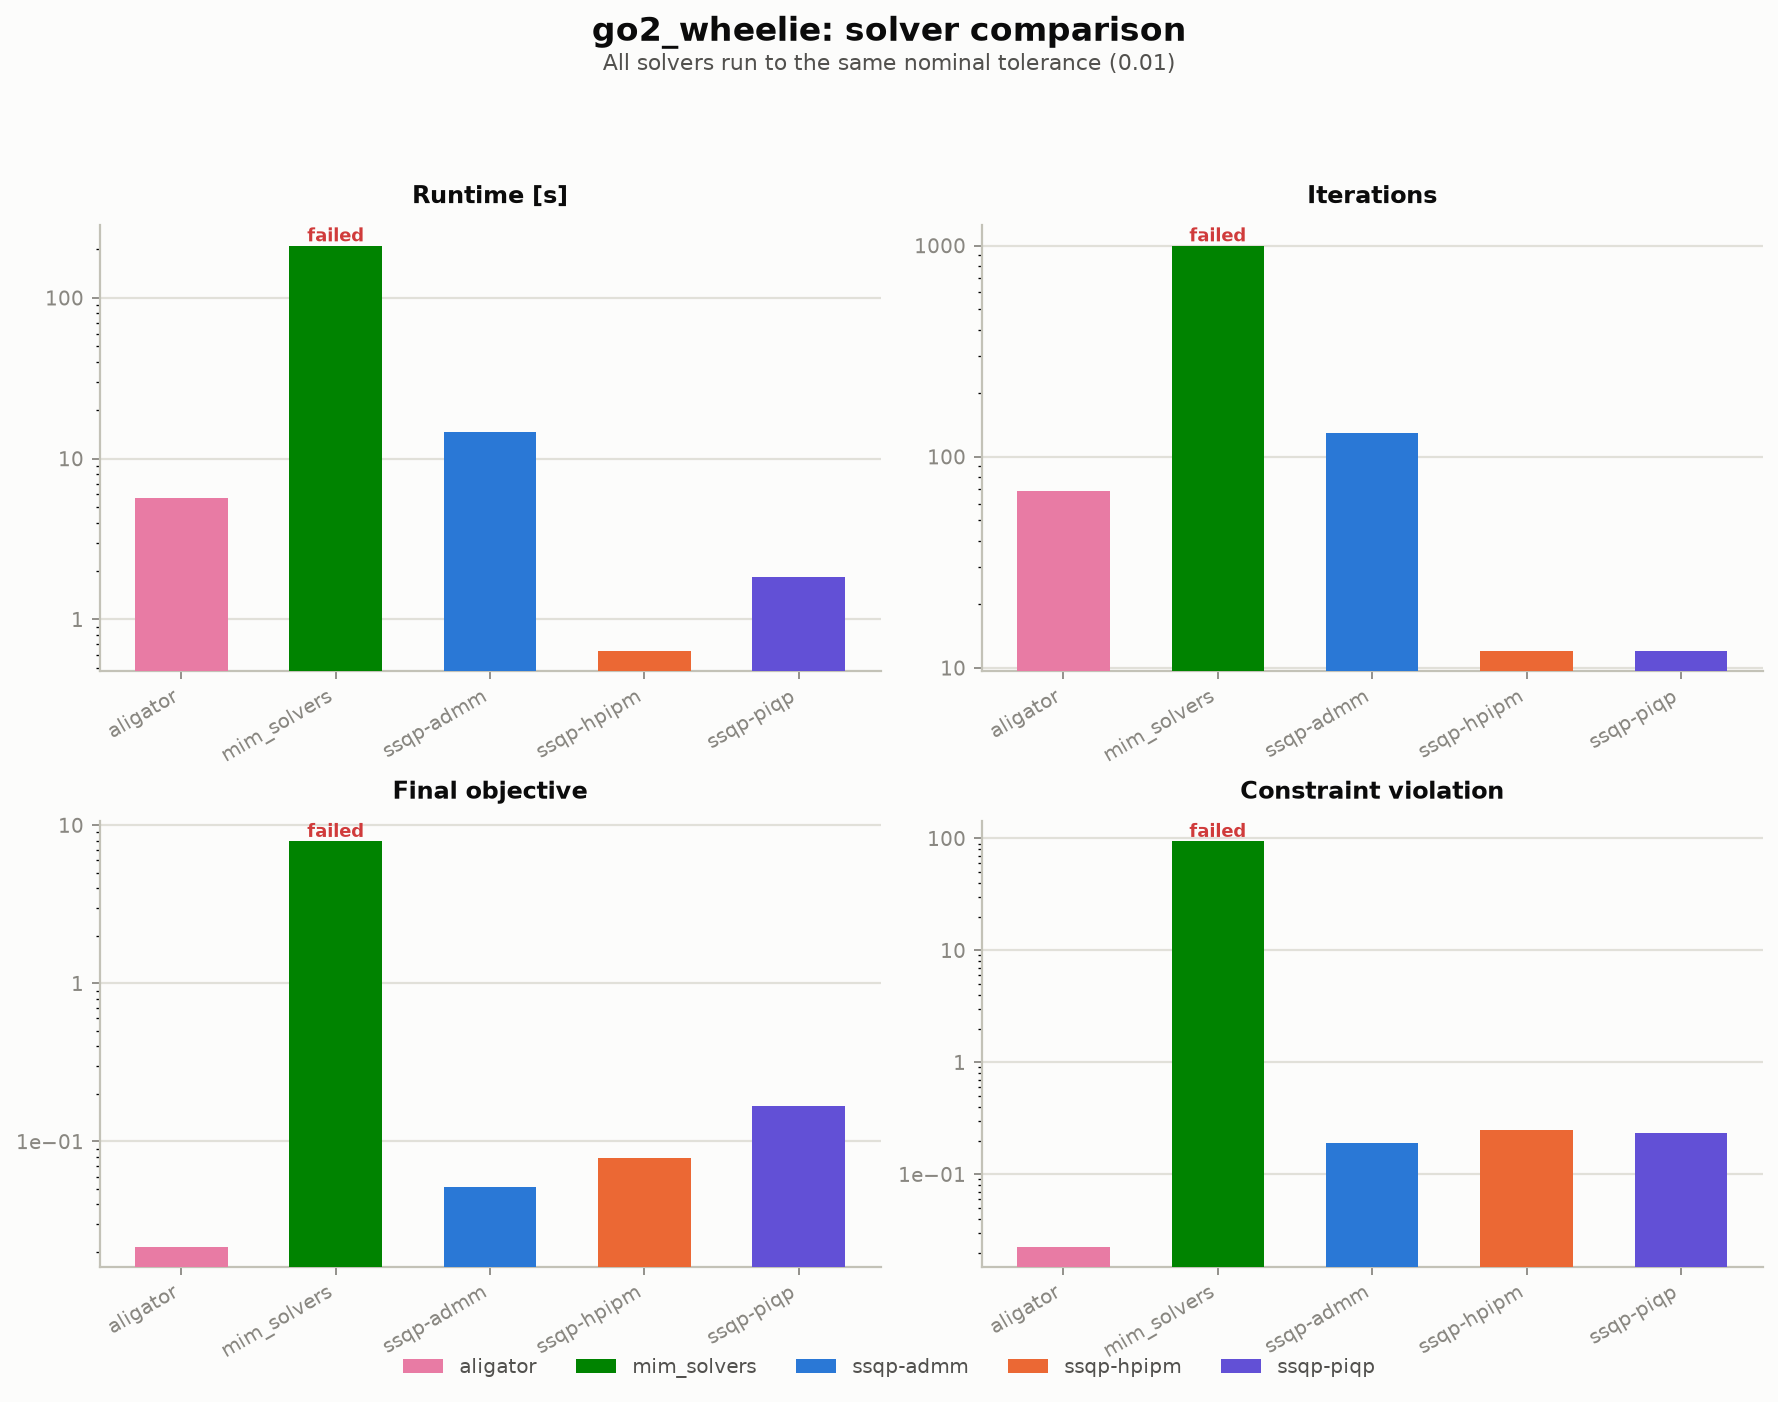 go2_wheelie: solver comparison
All solvers run to the same nominal tolerance (0.01)
Runtime [s]
failed
100
10
1
aligator
mim_solvers
ssqp-admm
ssqp-hpipm
ssqp-piqp
Iterations
failed
1000
100
10
aligator
mim_solvers
ssqp-admm
ssqp-hpipm
ssqp-piqp
Final objective
10
failed
1
1e−01
aligator
mim_solvers
ssqp-admm
ssqp-hpipm
ssqp-piqp
Constraint violation
failed
100
10
1
1e−01
aligator
mim_solvers
ssqp-admm
ssqp-hpipm
ssqp-piqp
aligator mim_solvers ssqp-admm ssqp-hpipm ssqp-piqp